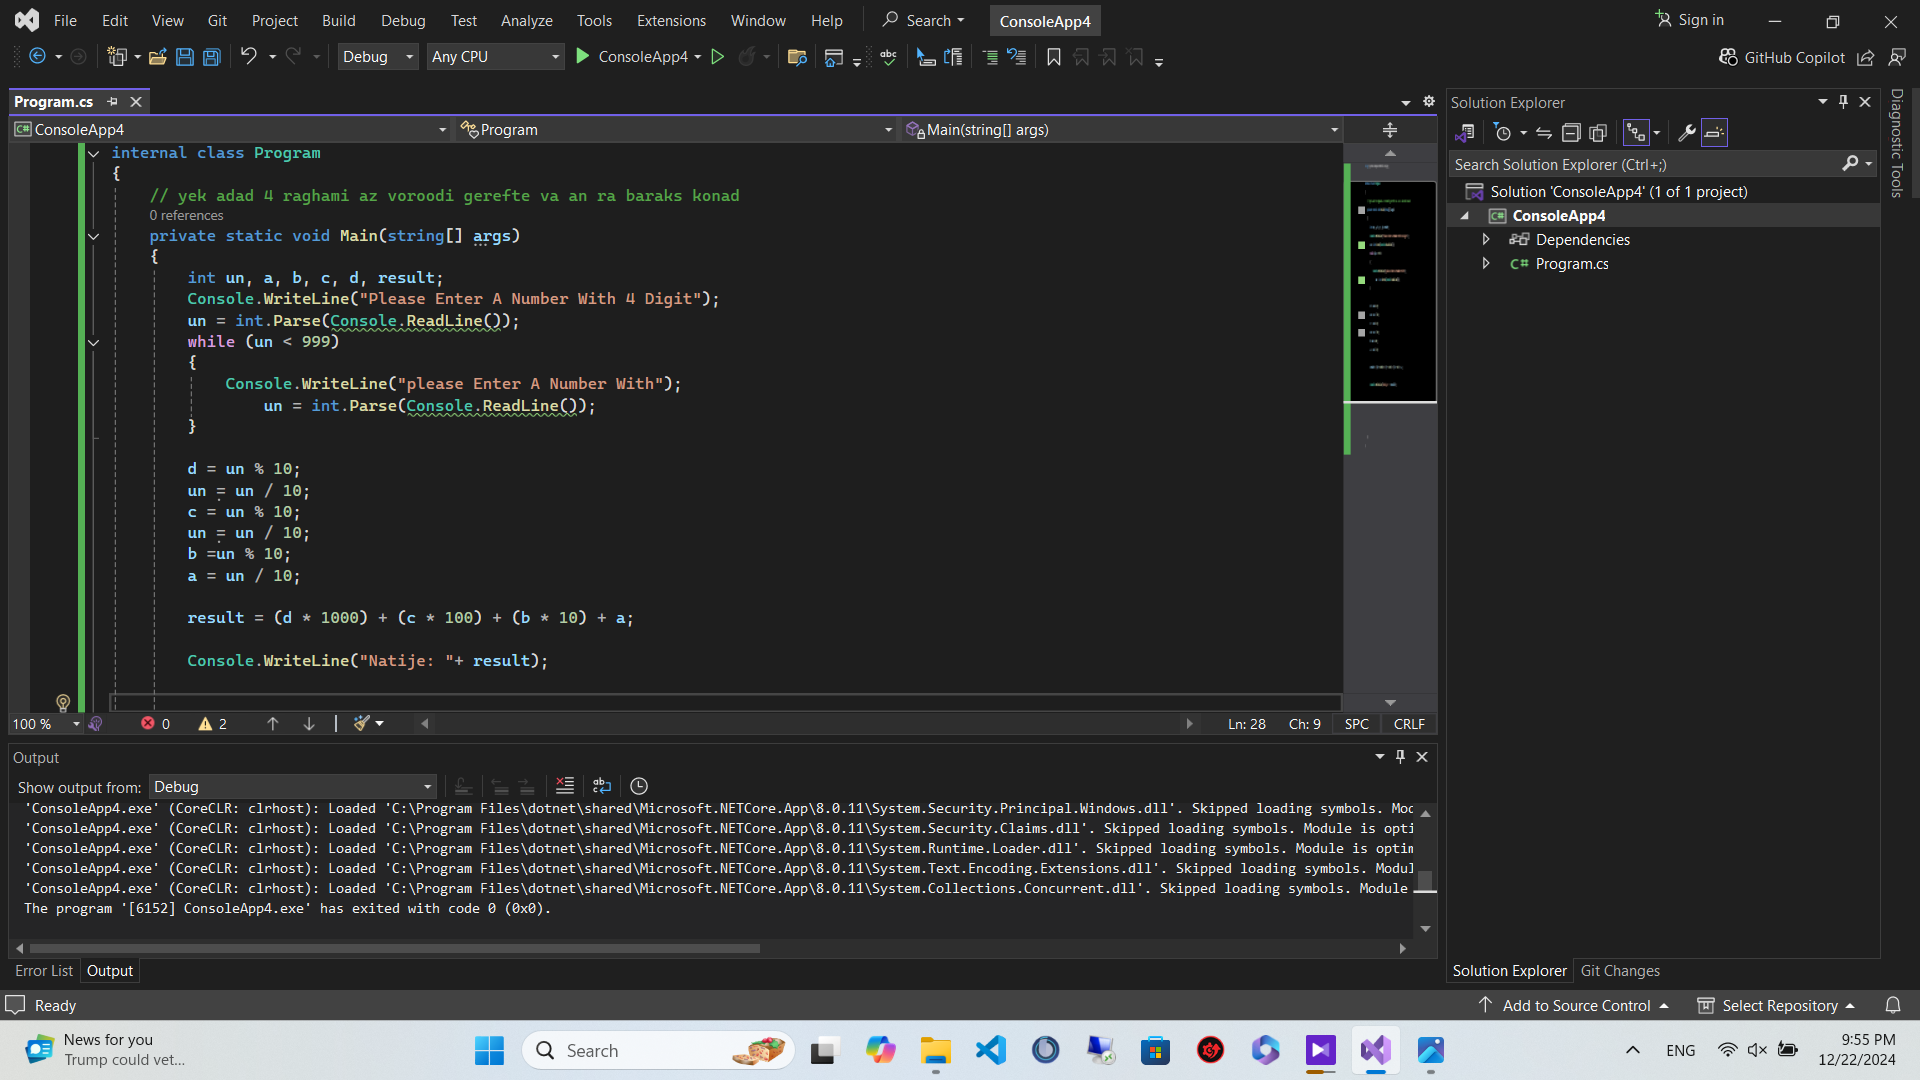 File Edit View Git Project Build Debug Test Analyze Tools Extensions Window Help Search ConsoleApp4 Sign in
Debug Any CPU ConsoleApp4 GitHub Copilot
Program.cs
ConsoleApp4 Program Main(string[] args)
internal class Program
{
// yek adad 4 raghami az voroodi gerefte va an ra baraks konad
0 references
private static void Main(string[] args)
{
int un, a, b, c, d, result;
Console.WriteLine("Please Enter A Number With 4 Digit");
un = int.Parse(Console.ReadLine());
while (un < 999)
{
Console.WriteLine("please Enter A Number With");
un = int.Parse(Console.ReadLine());
}
d = un % 10;
un = un / 10;
c = un % 10;
un = un / 10;
b =un % 10;
a = un / 10;
result = (d * 1000) + (c * 100) + (b * 10) + a;
Console.WriteLine("Natije: "+ result);
100 % 0 2 Ln: 28 Ch: 9 SPC CRLF
Output
Show output from: Debug
'ConsoleApp4.exe' (CoreCLR: clrhost): Loaded 'C:\Program Files\dotnet\shared\Microsoft.NETCore.App\8.0.11\System.Security.Principal.Windows.dll'. Skipped loading symbols. Moc
'ConsoleApp4.exe' (CoreCLR: clrhost): Loaded 'C:\Program Files\dotnet\shared\Microsoft.NETCore.App\8.0.11\System.Security.Claims.dll'. Skipped loading symbols. Module is opti
'ConsoleApp4.exe' (CoreCLR: clrhost): Loaded 'C:\Program Files\dotnet\shared\Microsoft.NETCore.App\8.0.11\System.Runtime.Loader.dll'. Skipped loading symbols. Module is optim
'ConsoleApp4.exe' (CoreCLR: clrhost): Loaded 'C:\Program Files\dotnet\shared\Microsoft.NETCore.App\8.0.11\System.Text.Encoding.Extensions.dll'. Skipped loading symbols. Modul
'ConsoleApp4.exe' (CoreCLR: clrhost): Loaded 'C:\Program Files\dotnet\shared\Microsoft.NETCore.App\8.0.11\System.Collections.Concurrent.dll'. Skipped loading symbols. Module
The program '[6152] ConsoleApp4.exe' has exited with code 0 (0x0).
Error List Output
Solution Explorer
Search Solution Explorer (Ctrl+;)
Solution 'ConsoleApp4' (1 of 1 project)
ConsoleApp4
Dependencies
C# Program.cs
Solution Explorer Git Changes
Diagnostic Tools
Ready Add to Source Control Select Repository
News for you
Trump could vet...
Search
ENG
9:55 PM
12/22/2024